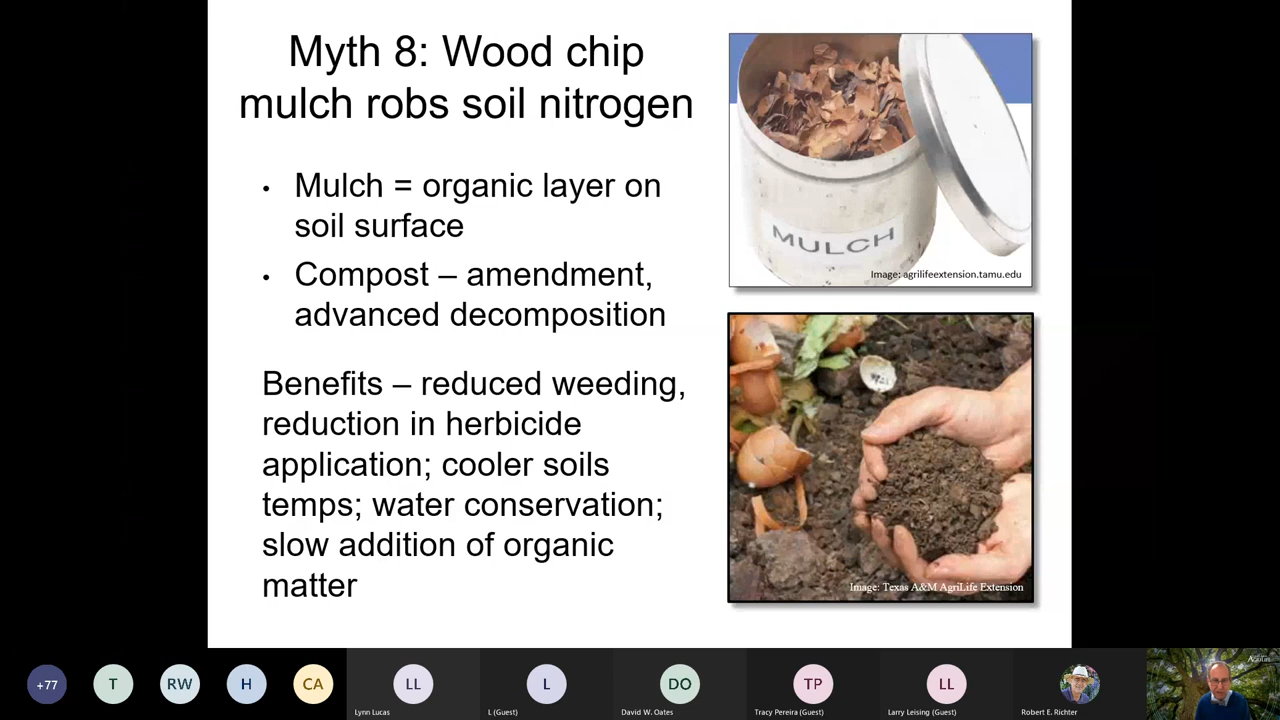 Myth 8: Wood chip
mulch robs soil nitrogen
• Mulch = organic layer on
soil surface
• Compost – amendment,
advanced decomposition
Benefits – reduced weeding,
reduction in herbicide
application; cooler soils
temps; water conservation;
slow addition of organic
matter
MULCH
Image: agrilifeextension.tamu.edu
Image: Texas A&M AgriLife Extension
+77
T
RW
H
CA
LL
L
DO
TP
LL
Lynn Lucas
L (Guest)
David W. Oates
Tracy Pereira (Guest)
Larry Leising (Guest)
Robert E. Richter